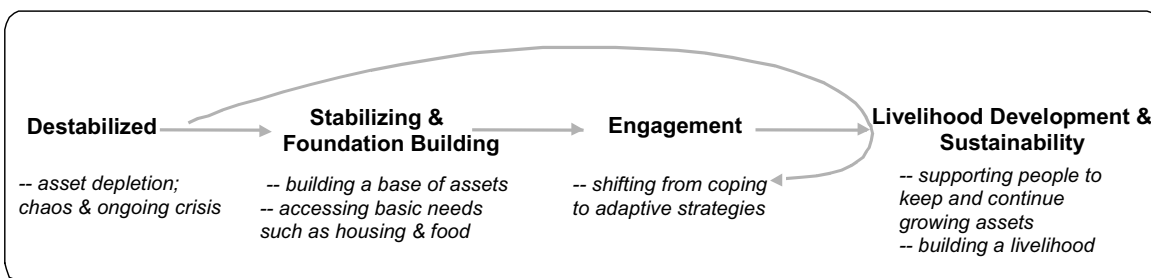 Destabilized
-- asset depletion;
chaos & ongoing crisis
Stabilizing &
Foundation Building
-- building a base of assets
-- accessing basic needs
such as housing & food
Engagement
-- shifting from coping
to adaptive strategies
Livelihood Development &
Sustainability
-- supporting people to
keep and continue
growing assets
-- building a livelihood